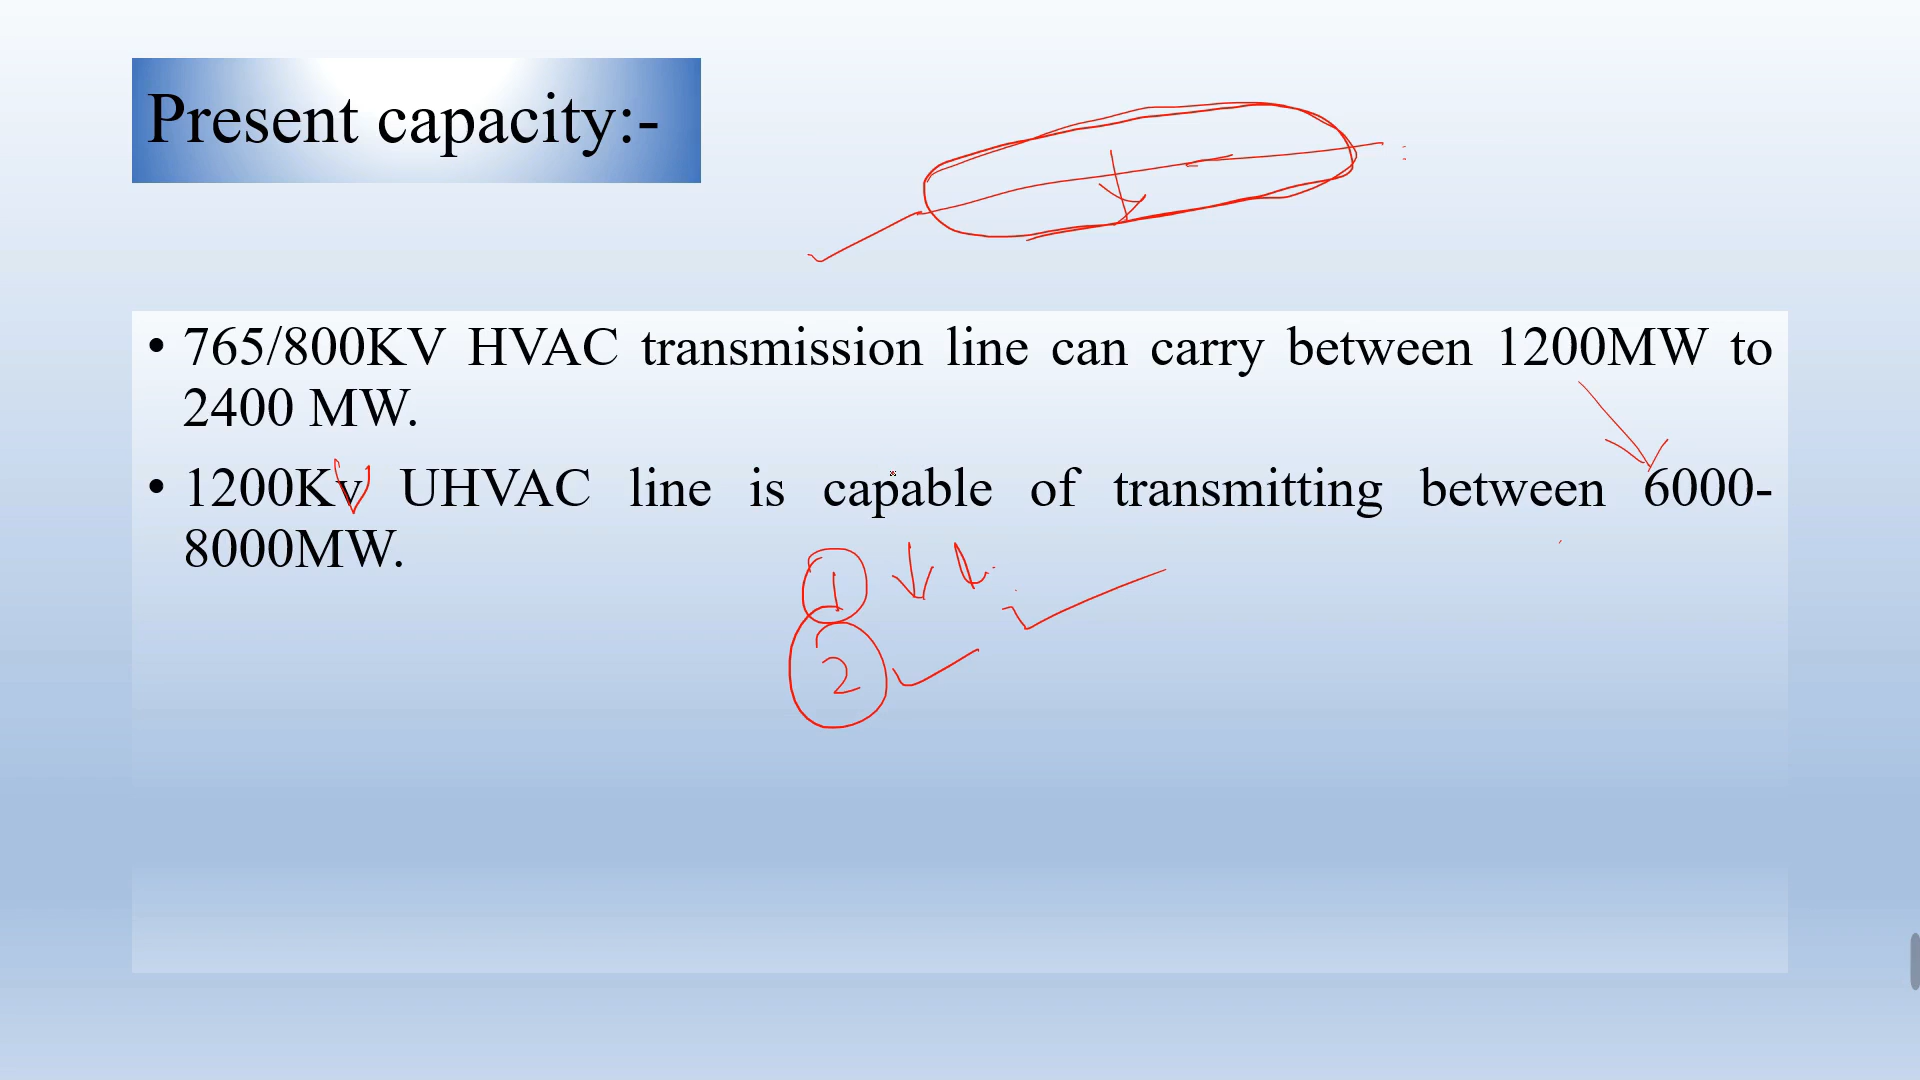 Present capacity:-
• 765/800KV HVAC transmission line can carry between 1200MW to
2400 MW.
• 1200Kv UHVAC line is capable of transmitting between 6000-
8000MW.
1
2